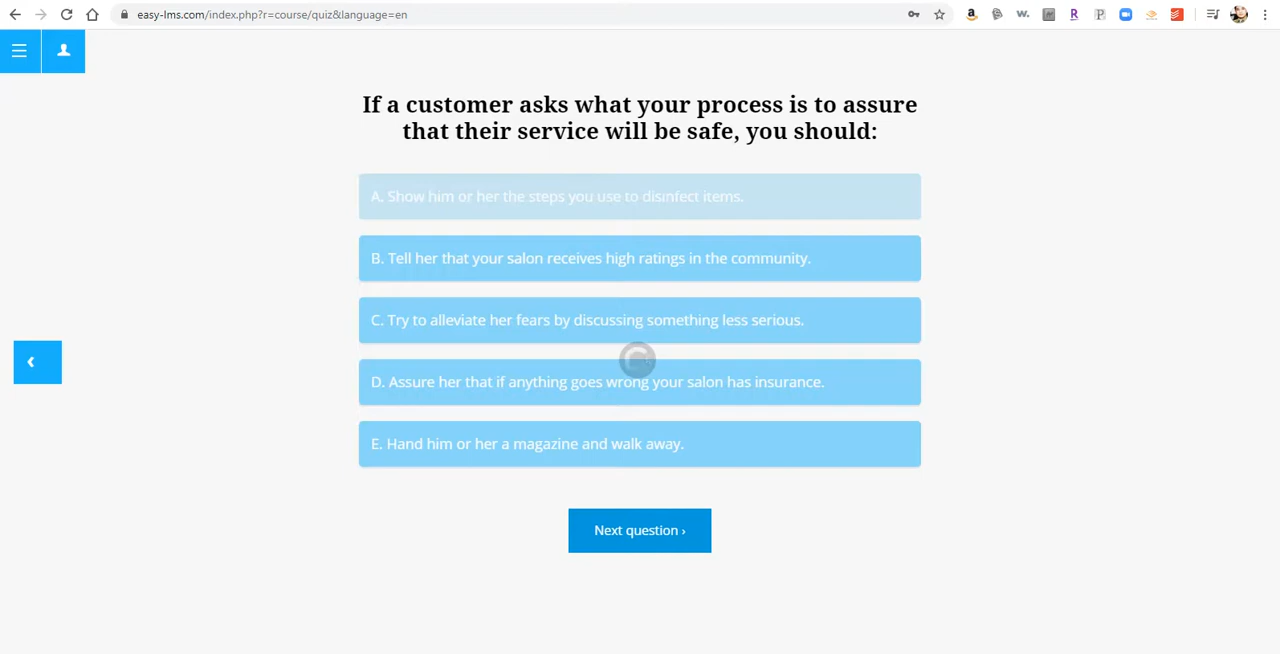 easy-lms.com/index.php?r=course/quiz&language=en
If a customer asks what your process is to assure
that their service will be safe, you should:
A. Show him or her the steps you use to disinfect items.
B. Tell her that your salon receives high ratings in the community.
C. Try to alleviate her fears by discussing something less serious.
D. Assure her that if anything goes wrong your salon has insurance.
E. Hand him or her a magazine and walk away.
Next question ›